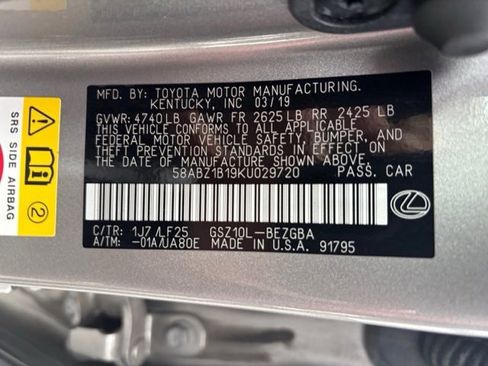 MFD. BY: TOYOTA MOTOR MANUFACTURING.
KENTUCKY, INC 03/19
GVWR: 4740LB GAWR FR 2625LB RR 2425LB
THIS VEHICLE CONFORMS TO ALL APPLICABLE
FEDERAL MOTOR VEHICLE SAFETY, BUMPER, AND
THEFT PREVENTION STANDARDS IN EFFECT ON
THE DATE OF MANUFACTURE SHOWN ABOVE.
58ABZ1B19KU029720 PASS. CAR
C/TR: 1J7/LF25 GSZ10L-BEZGBA
A/TM: -01A/UA80E MADE IN U.S.A. 91795
SRS SIDE AIRBAG
2